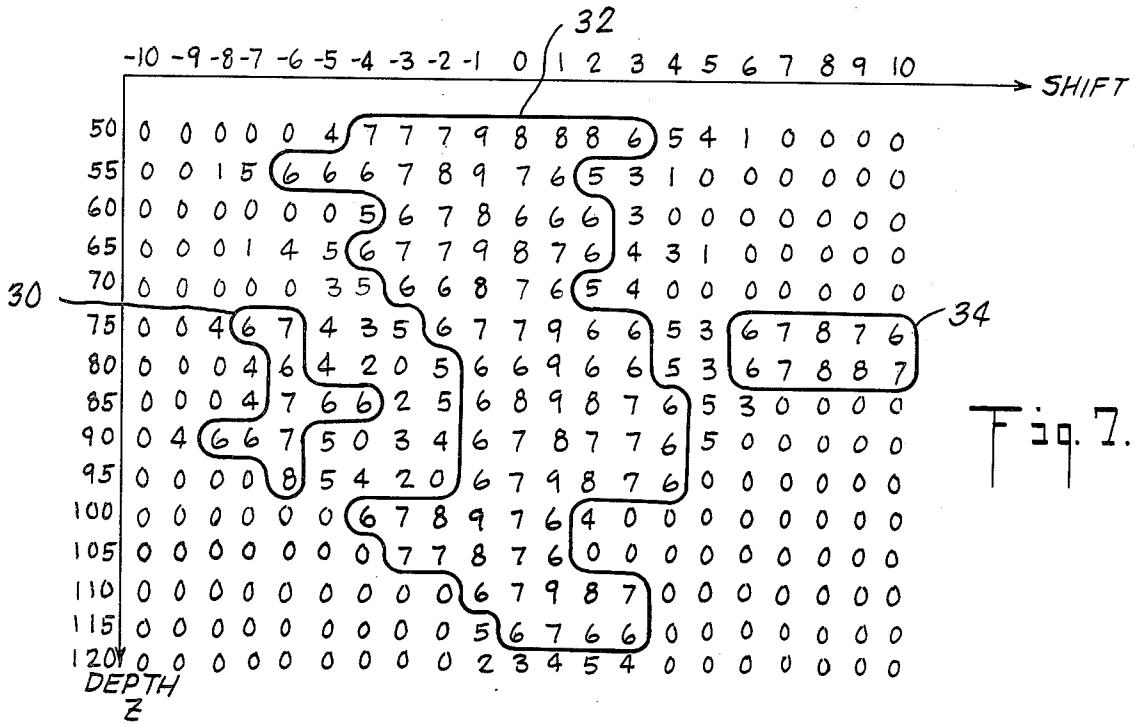 32
-10 -9 -8 -7 -6 -5 -4 -3 -2 -1 0 1 2 3 4 5 6 7 8 9 10
SHIFT
50 0 0 0 0 0 4 7 7 7 9 8 8 8 6 5 4 1 0 0 0 0
55 0 0 1 5 6 6 6 7 8 9 7 6 5 3 1 0 0 0 0 0 0
60 0 0 0 0 0 0 5 6 7 8 6 6 6 3 0 0 0 0 0 0 0
65 0 0 0 1 4 5 6 7 7 9 8 7 6 4 3 1 0 0 0 0 0
70 0 0 0 0 0 3 5 6 6 8 7 6 5 4 0 0 0 0 0 0 0
30
75 0 0 4 6 7 4 3 5 6 7 7 9 6 6 5 3 6 7 8 7 6
34
80 0 0 0 4 6 4 2 0 5 6 6 9 6 6 5 3 6 7 8 8 7
85 0 0 0 4 7 6 6 2 5 6 8 9 8 7 6 5 3 0 0 0 0
Fig. 7.
90 0 4 6 6 7 5 0 3 4 6 7 8 7 7 6 5 0 0 0 0 0
95 0 0 0 0 8 5 4 2 0 6 7 9 8 7 6 0 0 0 0 0 0
100 0 0 0 0 0 0 6 7 8 9 7 6 4 0 0 0 0 0 0 0 0
105 0 0 0 0 0 0 0 7 7 8 7 6 0 0 0 0 0 0 0 0 0
110 0 0 0 0 0 0 0 0 0 6 7 9 8 7 0 0 0 0 0 0 0
115 0 0 0 0 0 0 0 0 0 5 6 7 6 6 0 0 0 0 0 0 0
120 0 0 0 0 0 0 0 0 0 2 3 4 5 4 0 0 0 0 0 0 0
DEPTH
Z